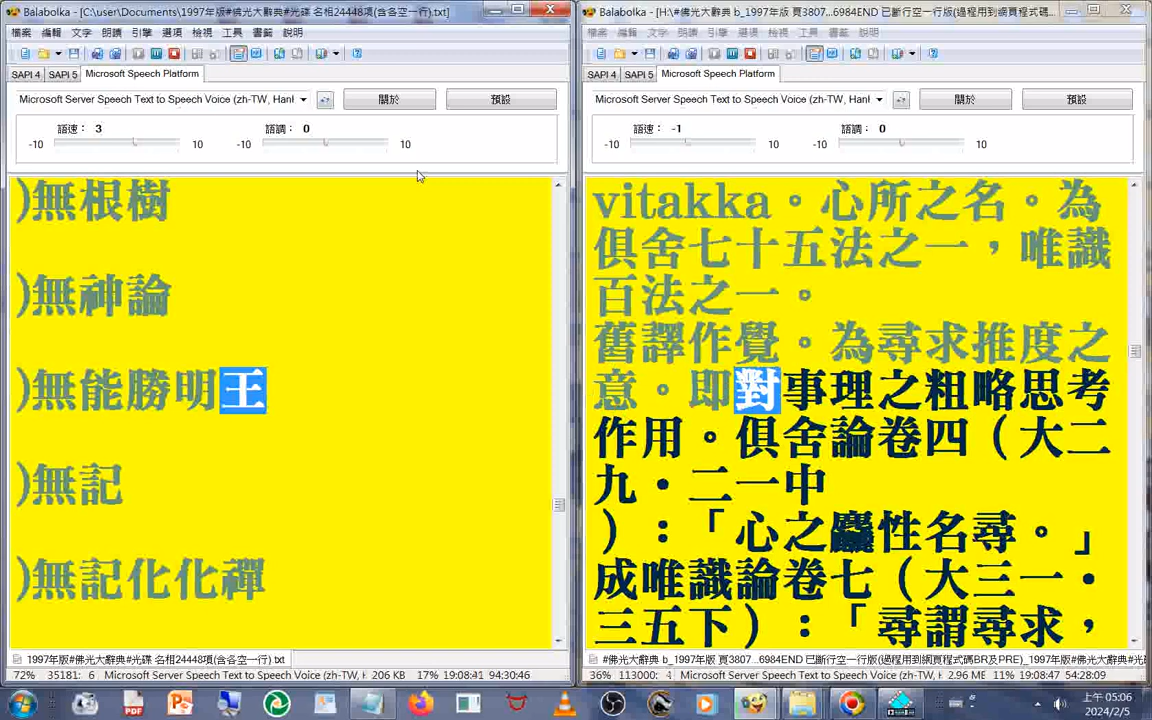 Balabolka - [C:\user\Documents\1997年版#佛光大辭典#光碟 名相24448項(含各空一行).txt]
檔案 編輯 文字 朗讀 引擎 選項 檢視 工具 書籤 說明
SAPI 4 SAPI 5 Microsoft Speech Platform
Microsoft Server Speech Text to Speech Voice (zh-TW, Hanl
關於
預設
語速： 3
語調： 0
-10 10 -10 10
)無根樹
)無神論
)無能勝明王
)無記
)無記化化禪
1997年版#佛光大辭典#光碟 名相24448項(含各空一行).txt
72% 35181: 6 Microsoft Server Speech Text to Speech Voice (zh-TW, H 206 KB 17% 19:08:41 94:30:46
Balabolka - [H:\#佛光大辭典 b_1997年版 頁3807...6984END 已斷行空一行版(過程用到網頁程式碼...
檔案 編輯 文字 朗讀 引擎 選項 檢視 工具 書籤 說明
SAPI 4 SAPI 5 Microsoft Speech Platform
Microsoft Server Speech Text to Speech Voice (zh-TW, Hanl
關於
預設
語速： -1
語調： 0
-10 10 -10 10
vitakka。心所之名。為
俱舍七十五法之一，唯識
百法之一。
舊譯作覺。為尋求推度之
意。即對事理之粗略思考
作用。俱舍論卷四（大二
九・二一中
）：「心之麤性名尋。」
成唯識論卷七（大三一・
三五下）：「尋謂尋求，
#佛光大辭典 b_1997年版 頁3807...6984END 已斷行空一行版(過程用到網頁程式碼BR及PRE)_1997年版#光
36% 113000: 4 Microsoft Server Speech Text to Speech Voice (zh-TW, 2.96 ME 11% 19:08:47 54:28:09
上午 05:06
2024/2/5